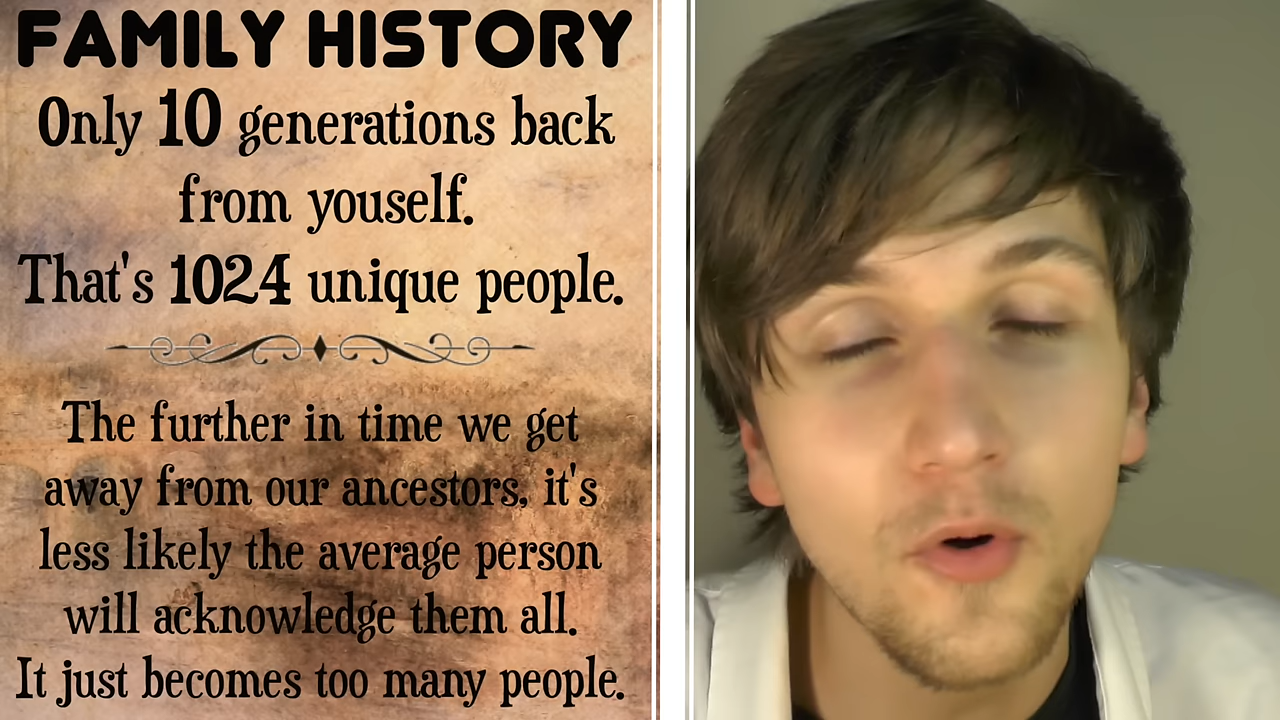 FAMILY HISTORY
Only 10 generations back
from youself.
That's 1024 unique people.
The further in time we get
away from our ancestors, it's
less likely the average person
will acknowledge them all.
It just becomes too many people.